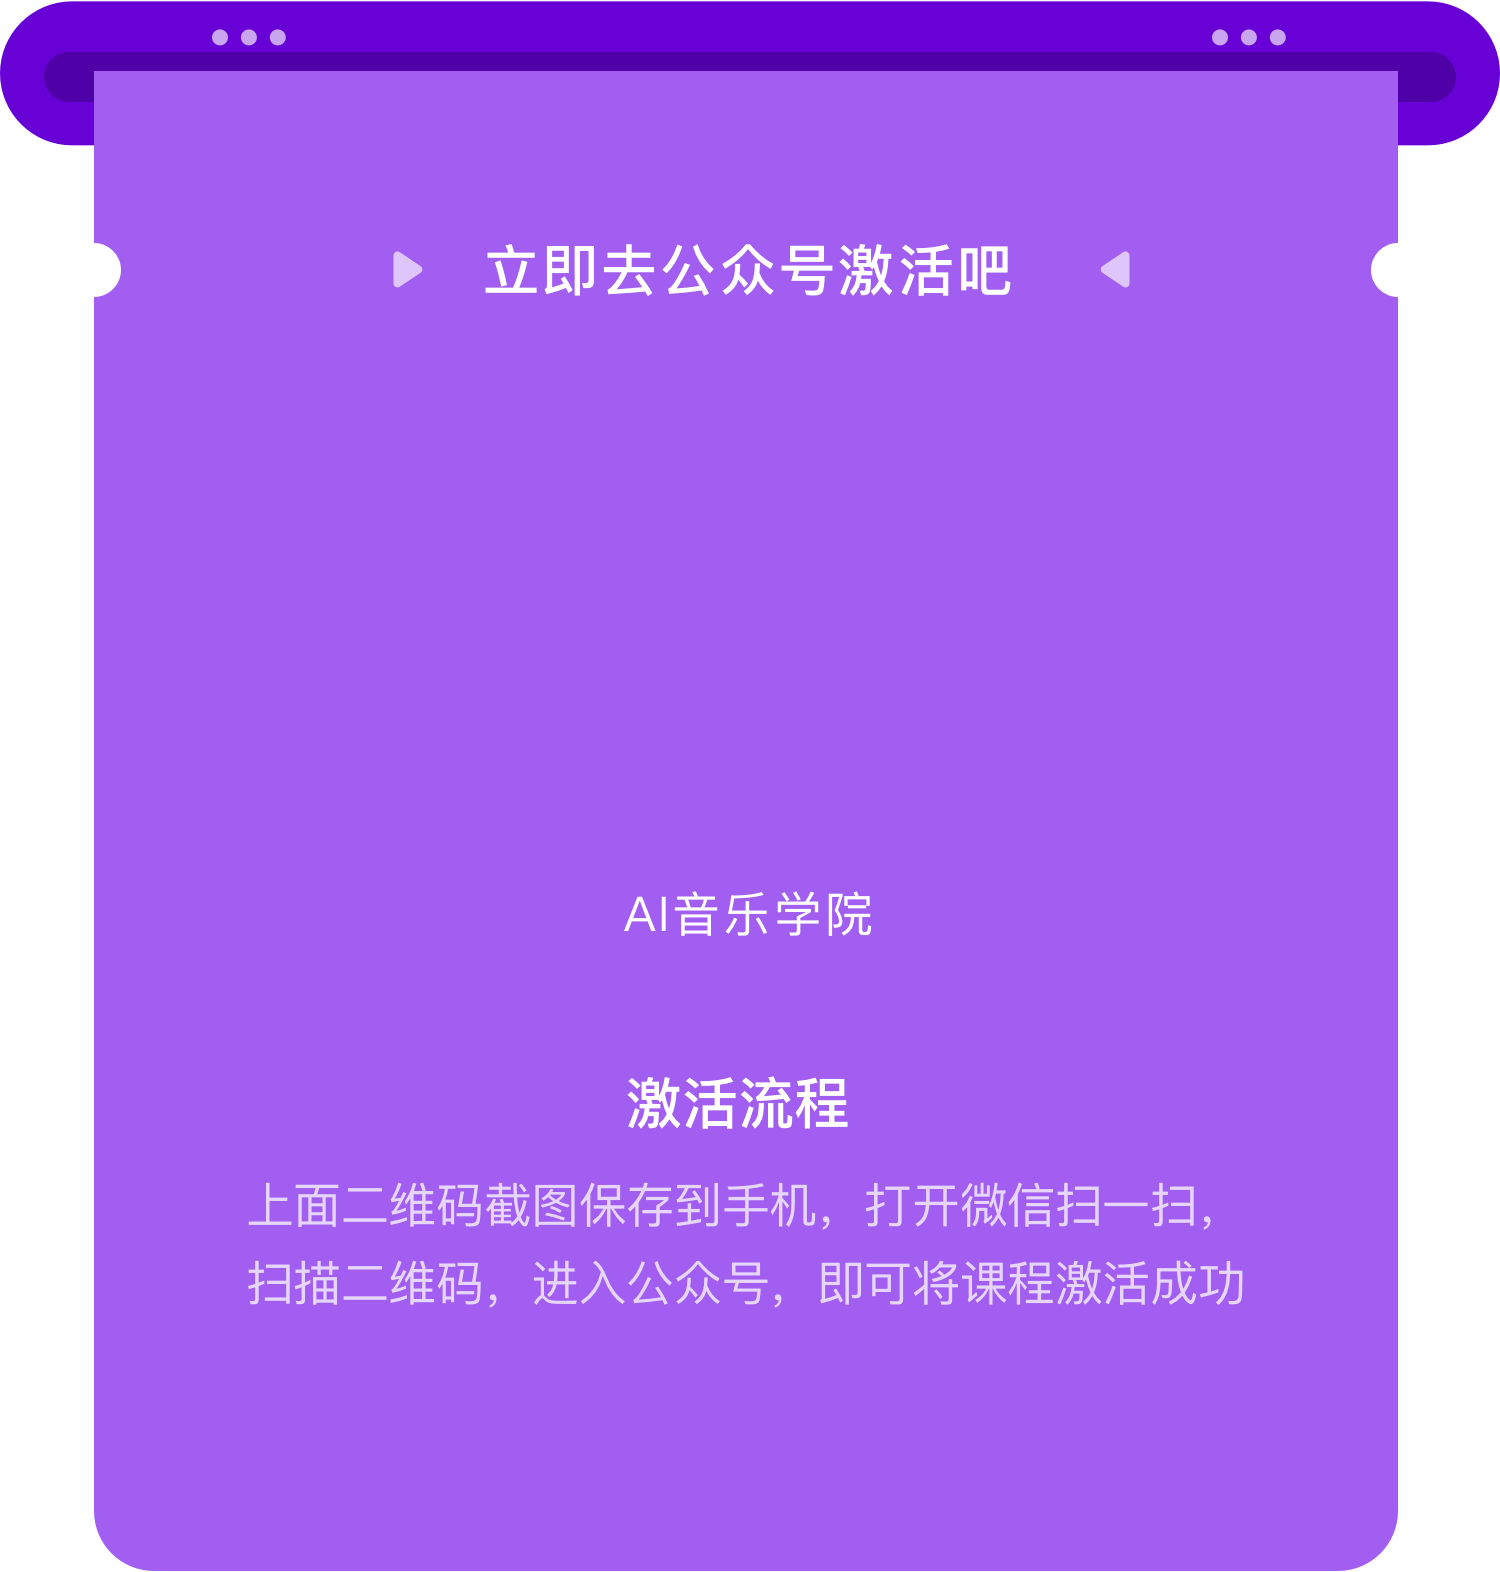 立即去公众号激活吧
AI音乐学院
激活流程
上面二维码截图保存到手机，打开微信扫一扫，
扫描二维码，进入公众号，即可将课程激活成功